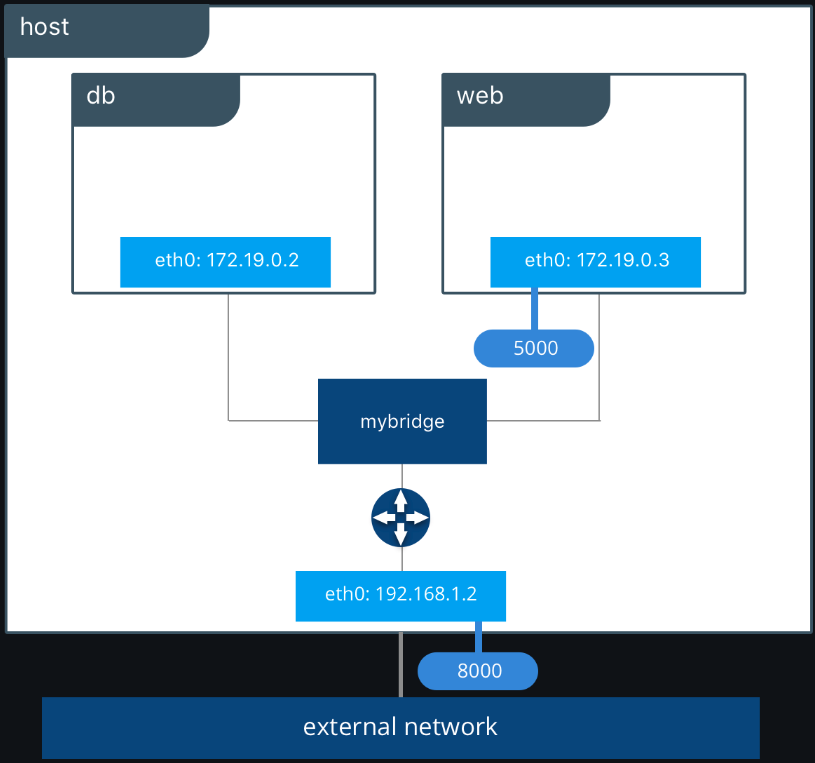 host
db
web
eth0: 172.19.0.2
eth0: 172.19.0.3
5000
mybridge
eth0: 192.168.1.2
8000
external network